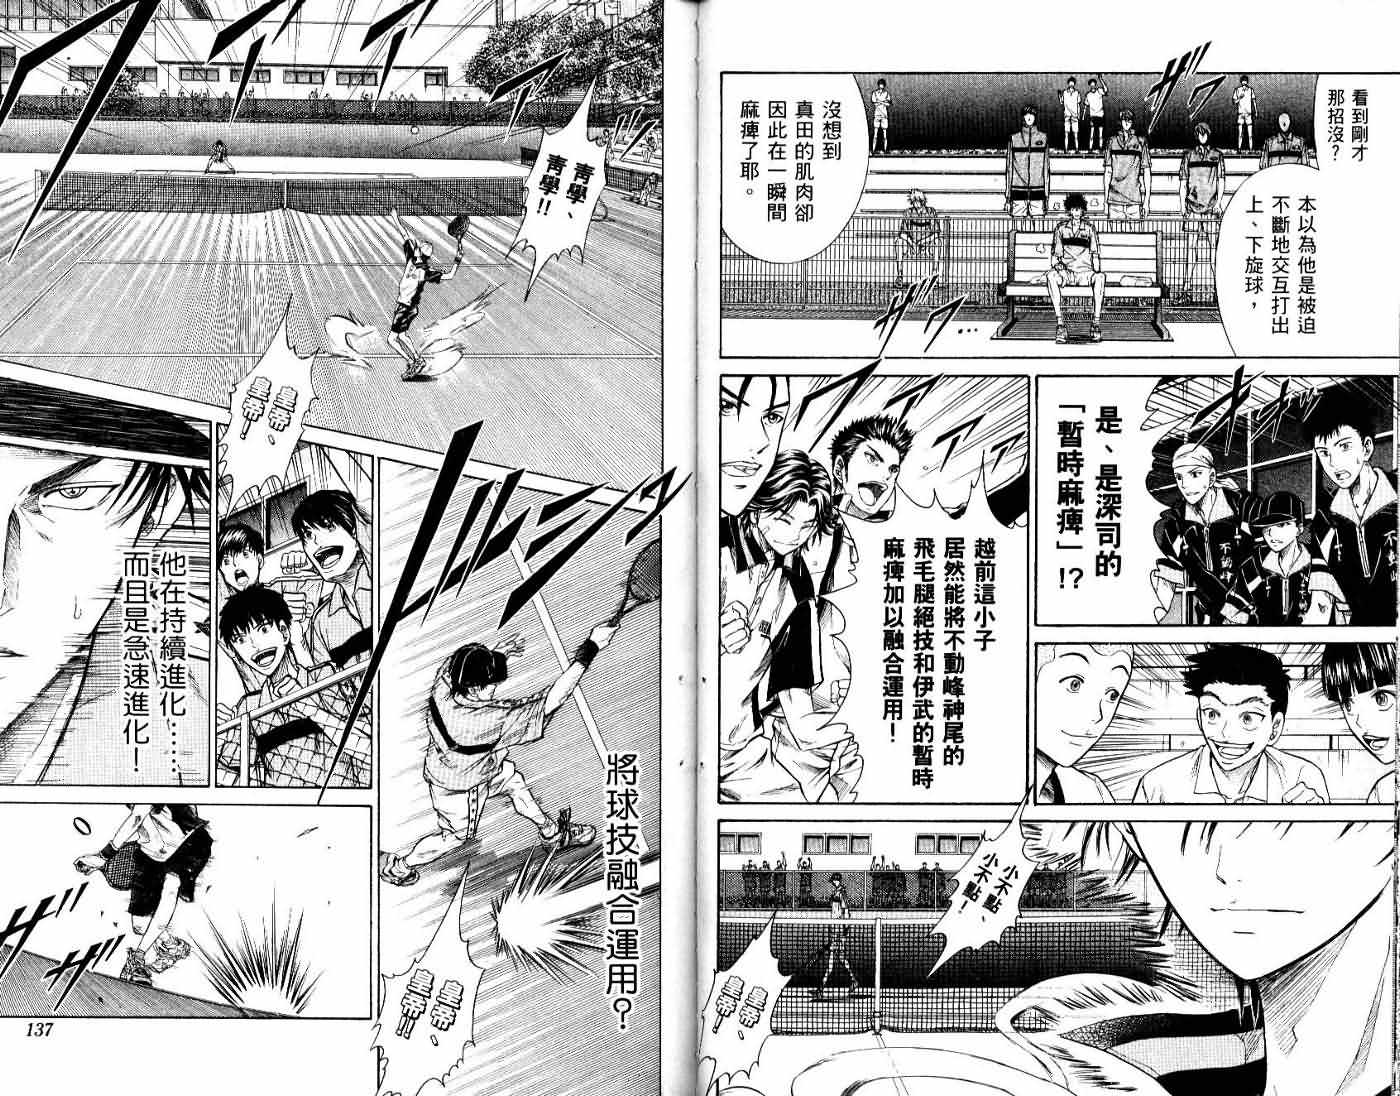 看到剛才
那招沒？
本以為他是被迫
不斷地交互打出
上、下旋球，
沒想到
真田的肌肉卻
因此在一瞬間
麻痺了耶。
是、是深司的
「暫時麻痺」!?
越前這小子
居然能將不動峰神尾的
飛毛腿絕技和伊武的暫時
麻痺加以融合運用！
小不點、
小不點！
皇帝、
皇帝!!
青學、
青學!!
將球技融合運用？
皇帝、
皇帝！
皇帝、
皇帝!!
他在持續進化……
而且是急速進化！
137